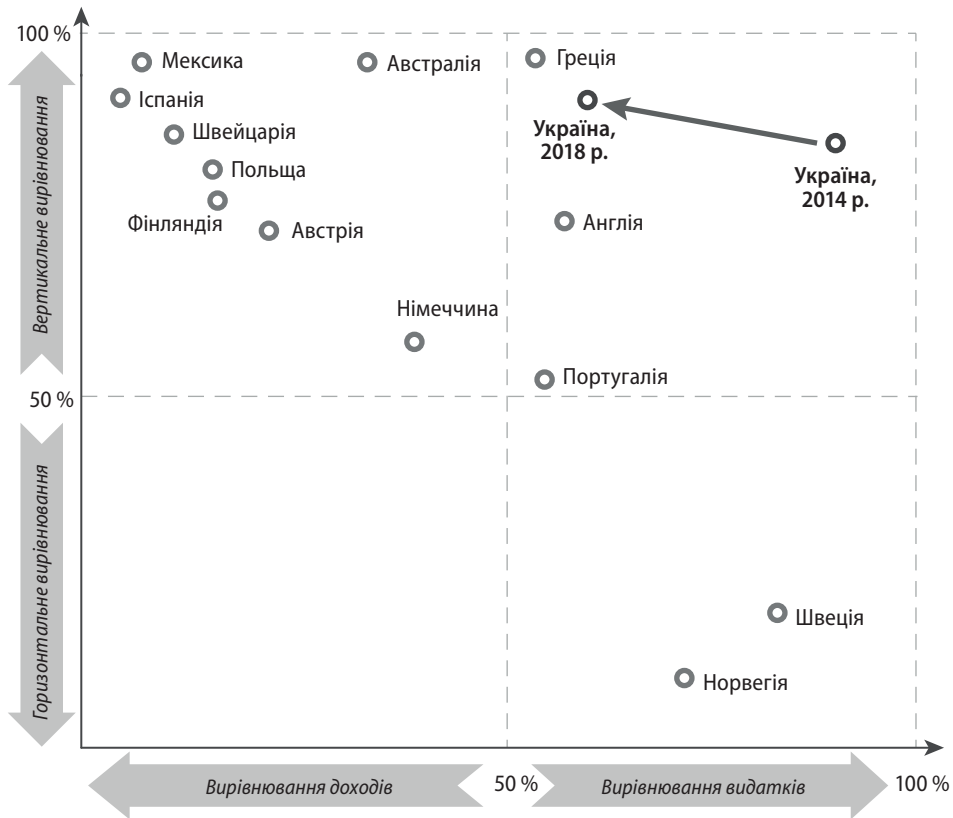 100 %
Мексика
Австралія
Греція
Іспанія
Україна,
2018 р.
Швейцарія
Польща
Україна,
2014 р.
Фінляндія
Австрія
Англія
Німеччина
Португалія
50 %
Вертикальне вирівнювання
Горизонтальне вирівнювання
Швеція
Норвегія
Вирівнювання доходів
50 %
Вирівнювання видатків
100 %